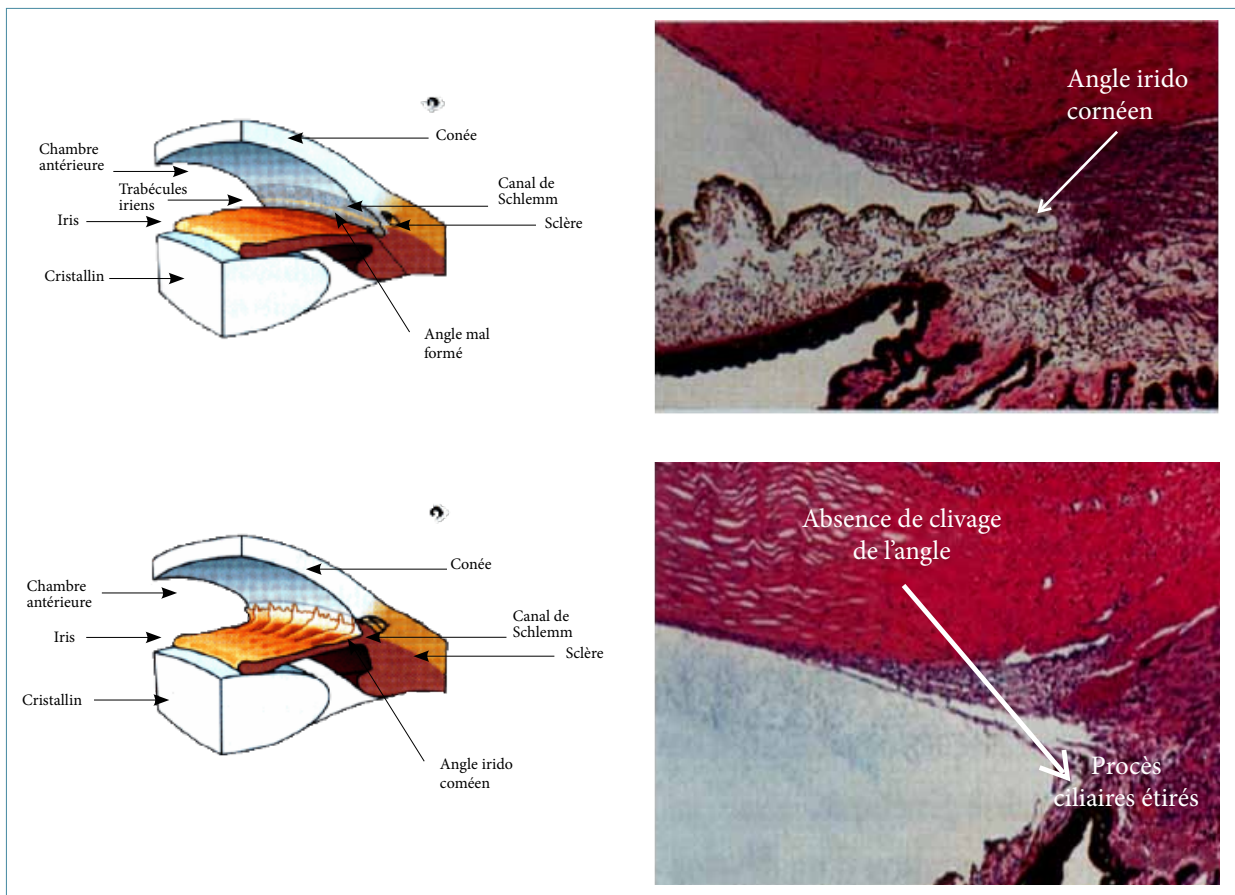 Conée
Chambre
antérieure
Trabécules
iriens
Canal de
Schlemm
Iris
Sclère
Cristallin
Angle mal
formé
Angle irido
cornéen
Conée
Chambre
antérieure
Canal de
Schlemm
Iris
Sclère
Cristallin
Angle irido
coméen
Absence de clivage
de l'angle
Procès
ciliaires étirés